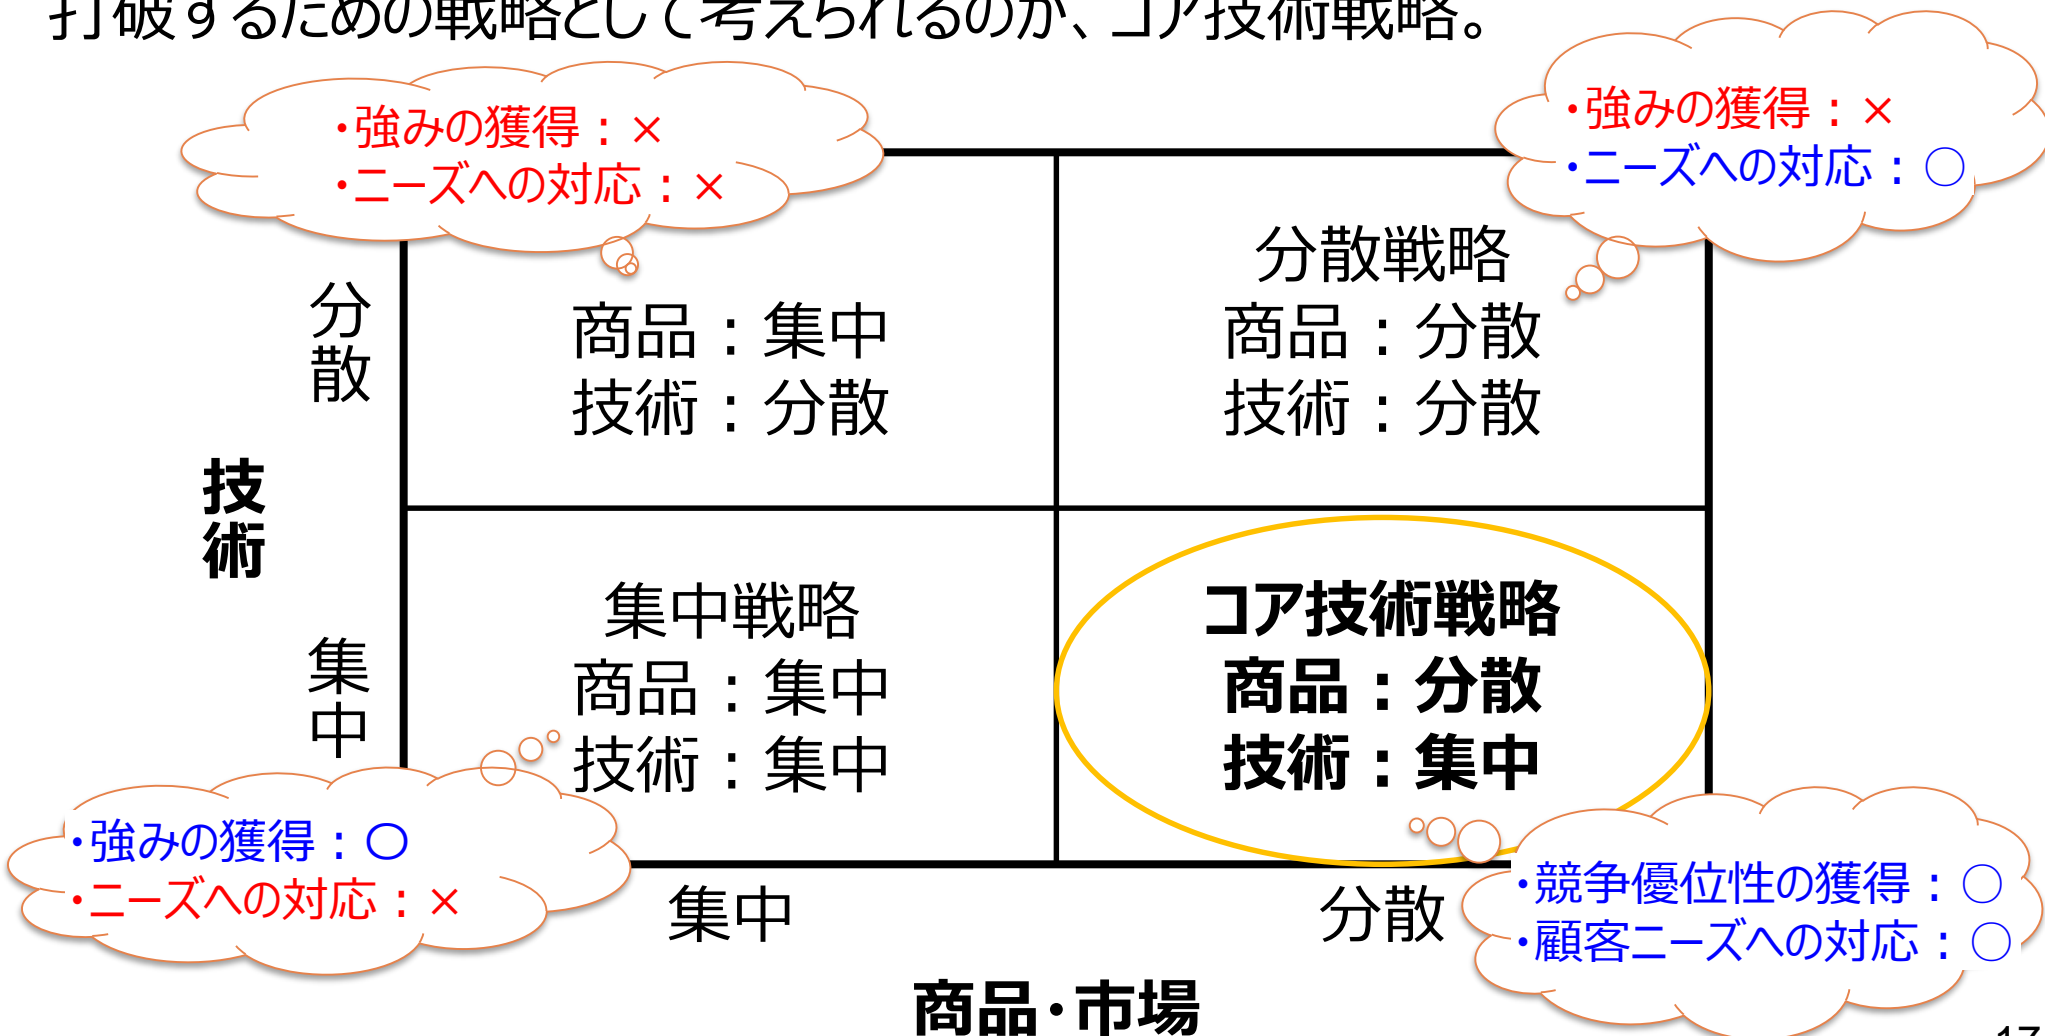 打破するための戦略として考えられるのが、コア技術戦略。
・強みの獲得：×
・ニーズへの対応：×
・強みの獲得：×
・ニーズへの対応：〇
分散
技術
集中
商品：集中
技術：分散
分散戦略
商品：分散
技術：分散
集中戦略
商品：集中
技術：集中
コア技術戦略
商品：分散
技術：集中
・強みの獲得：〇
・ニーズへの対応：×
・競争優位性の獲得：〇
・顧客ニーズへの対応：〇
集中
分散
商品・市場
17